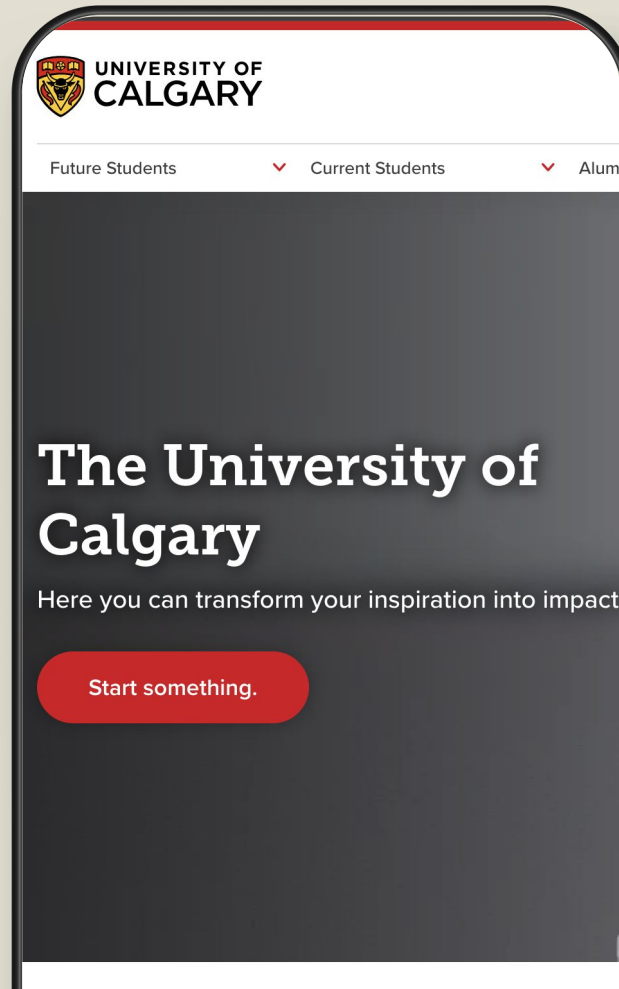 UNIVERSITY OF
CALGARY
Future Students
Current Students
Alum
The University of
Calgary
Here you can transform your inspiration into impact
Start something.